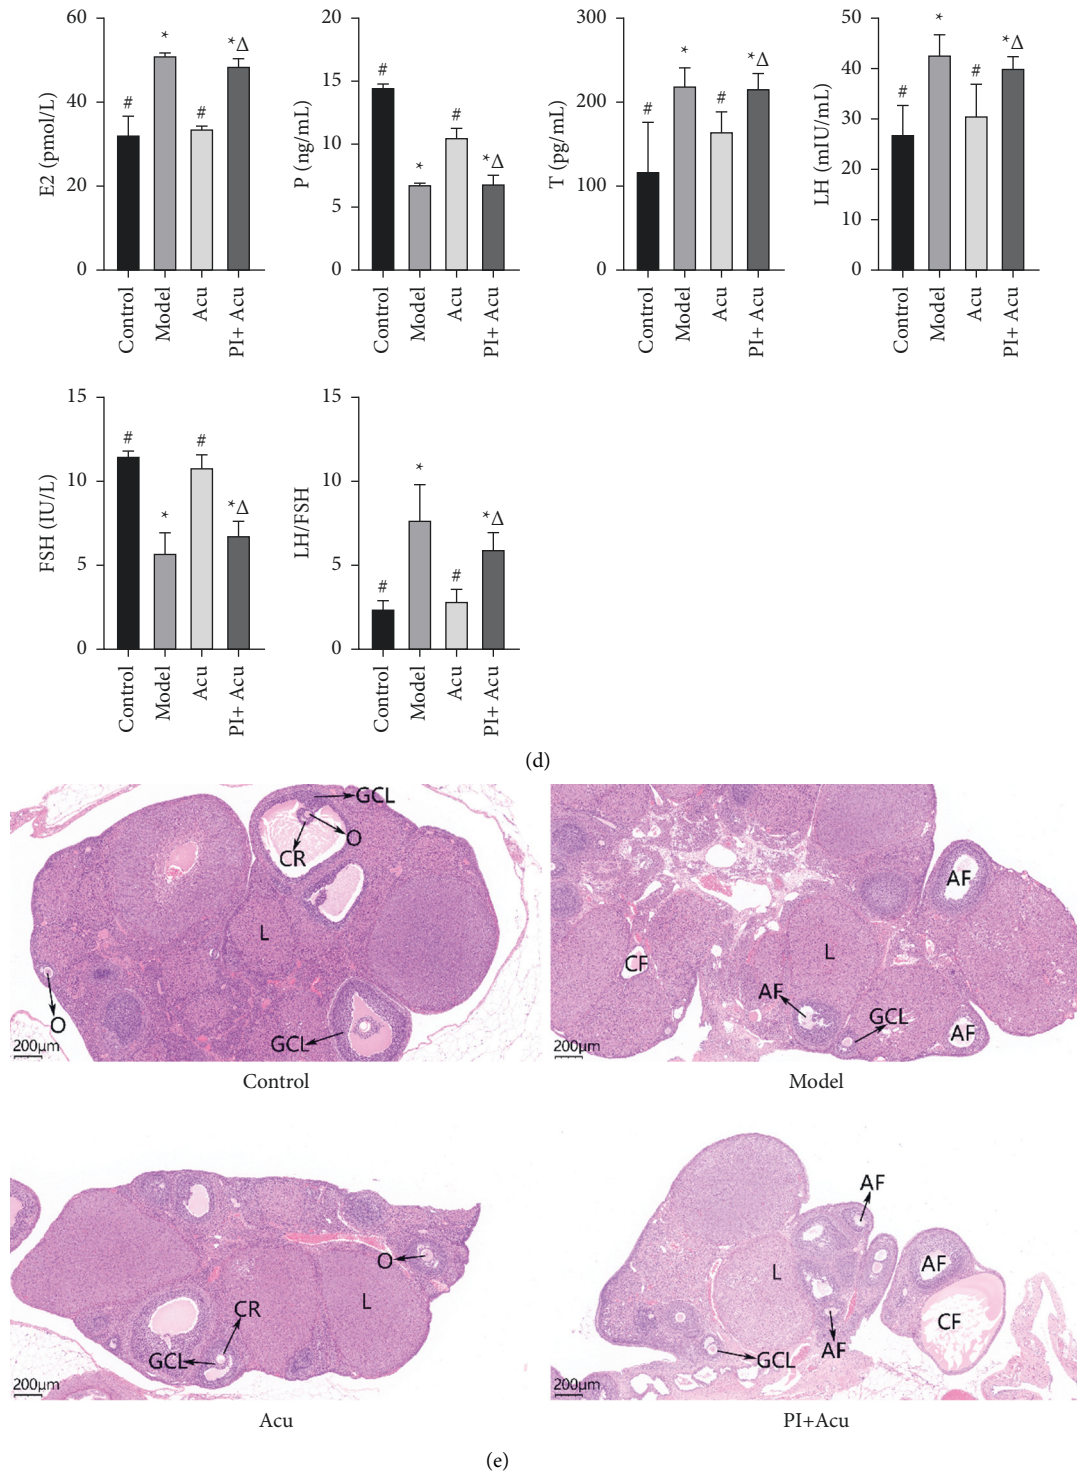 E2 (pmol/L)
60
40
20
0
#
*
#
*Δ
Control
Model
Acu
PI+ Acu
P (ng/mL)
20
15
10
5
0
#
*
#
*Δ
Control
Model
Acu
PI+ Acu
T (pg/mL)
300
200
100
0
#
*
#
*Δ
Control
Model
Acu
PI+ Acu
LH (mIU/mL)
50
40
30
20
10
0
#
*
#
*Δ
Control
Model
Acu
PI+ Acu
FSH (IU/L)
15
10
5
0
#
*
#
*Δ
Control
Model
Acu
PI+ Acu
LH/FSH
15
10
5
0
#
*
#
*Δ
Control
Model
Acu
PI+ Acu
(d)
GCL
O
CR
L
O
GCL
200μm
Control
AF
CF
L
AF
GCL
AF
200μm
Model
O
CR
L
GCL
200μm
Acu
AF
L
AF
CF
GCL
AF
200μm
PI+Acu
(e)